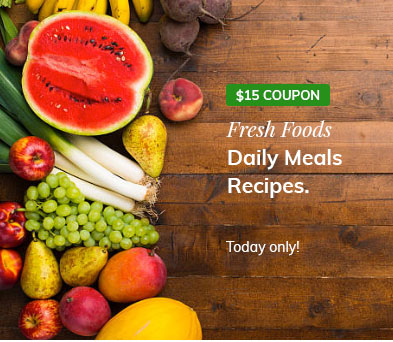 $15 COUPON
Fresh Foods
Daily Meals
Recipes.
Today only!